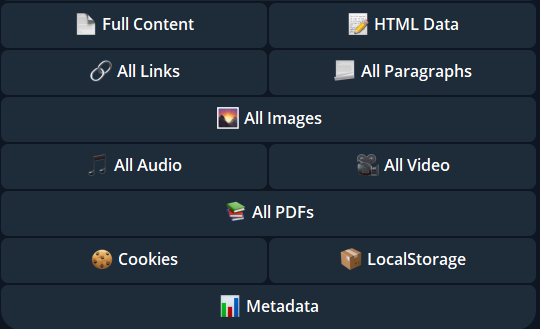 Full Content
HTML Data
All Links
All Paragraphs
All Images
All Audio
All Video
All PDFs
Cookies
LocalStorage
Metadata